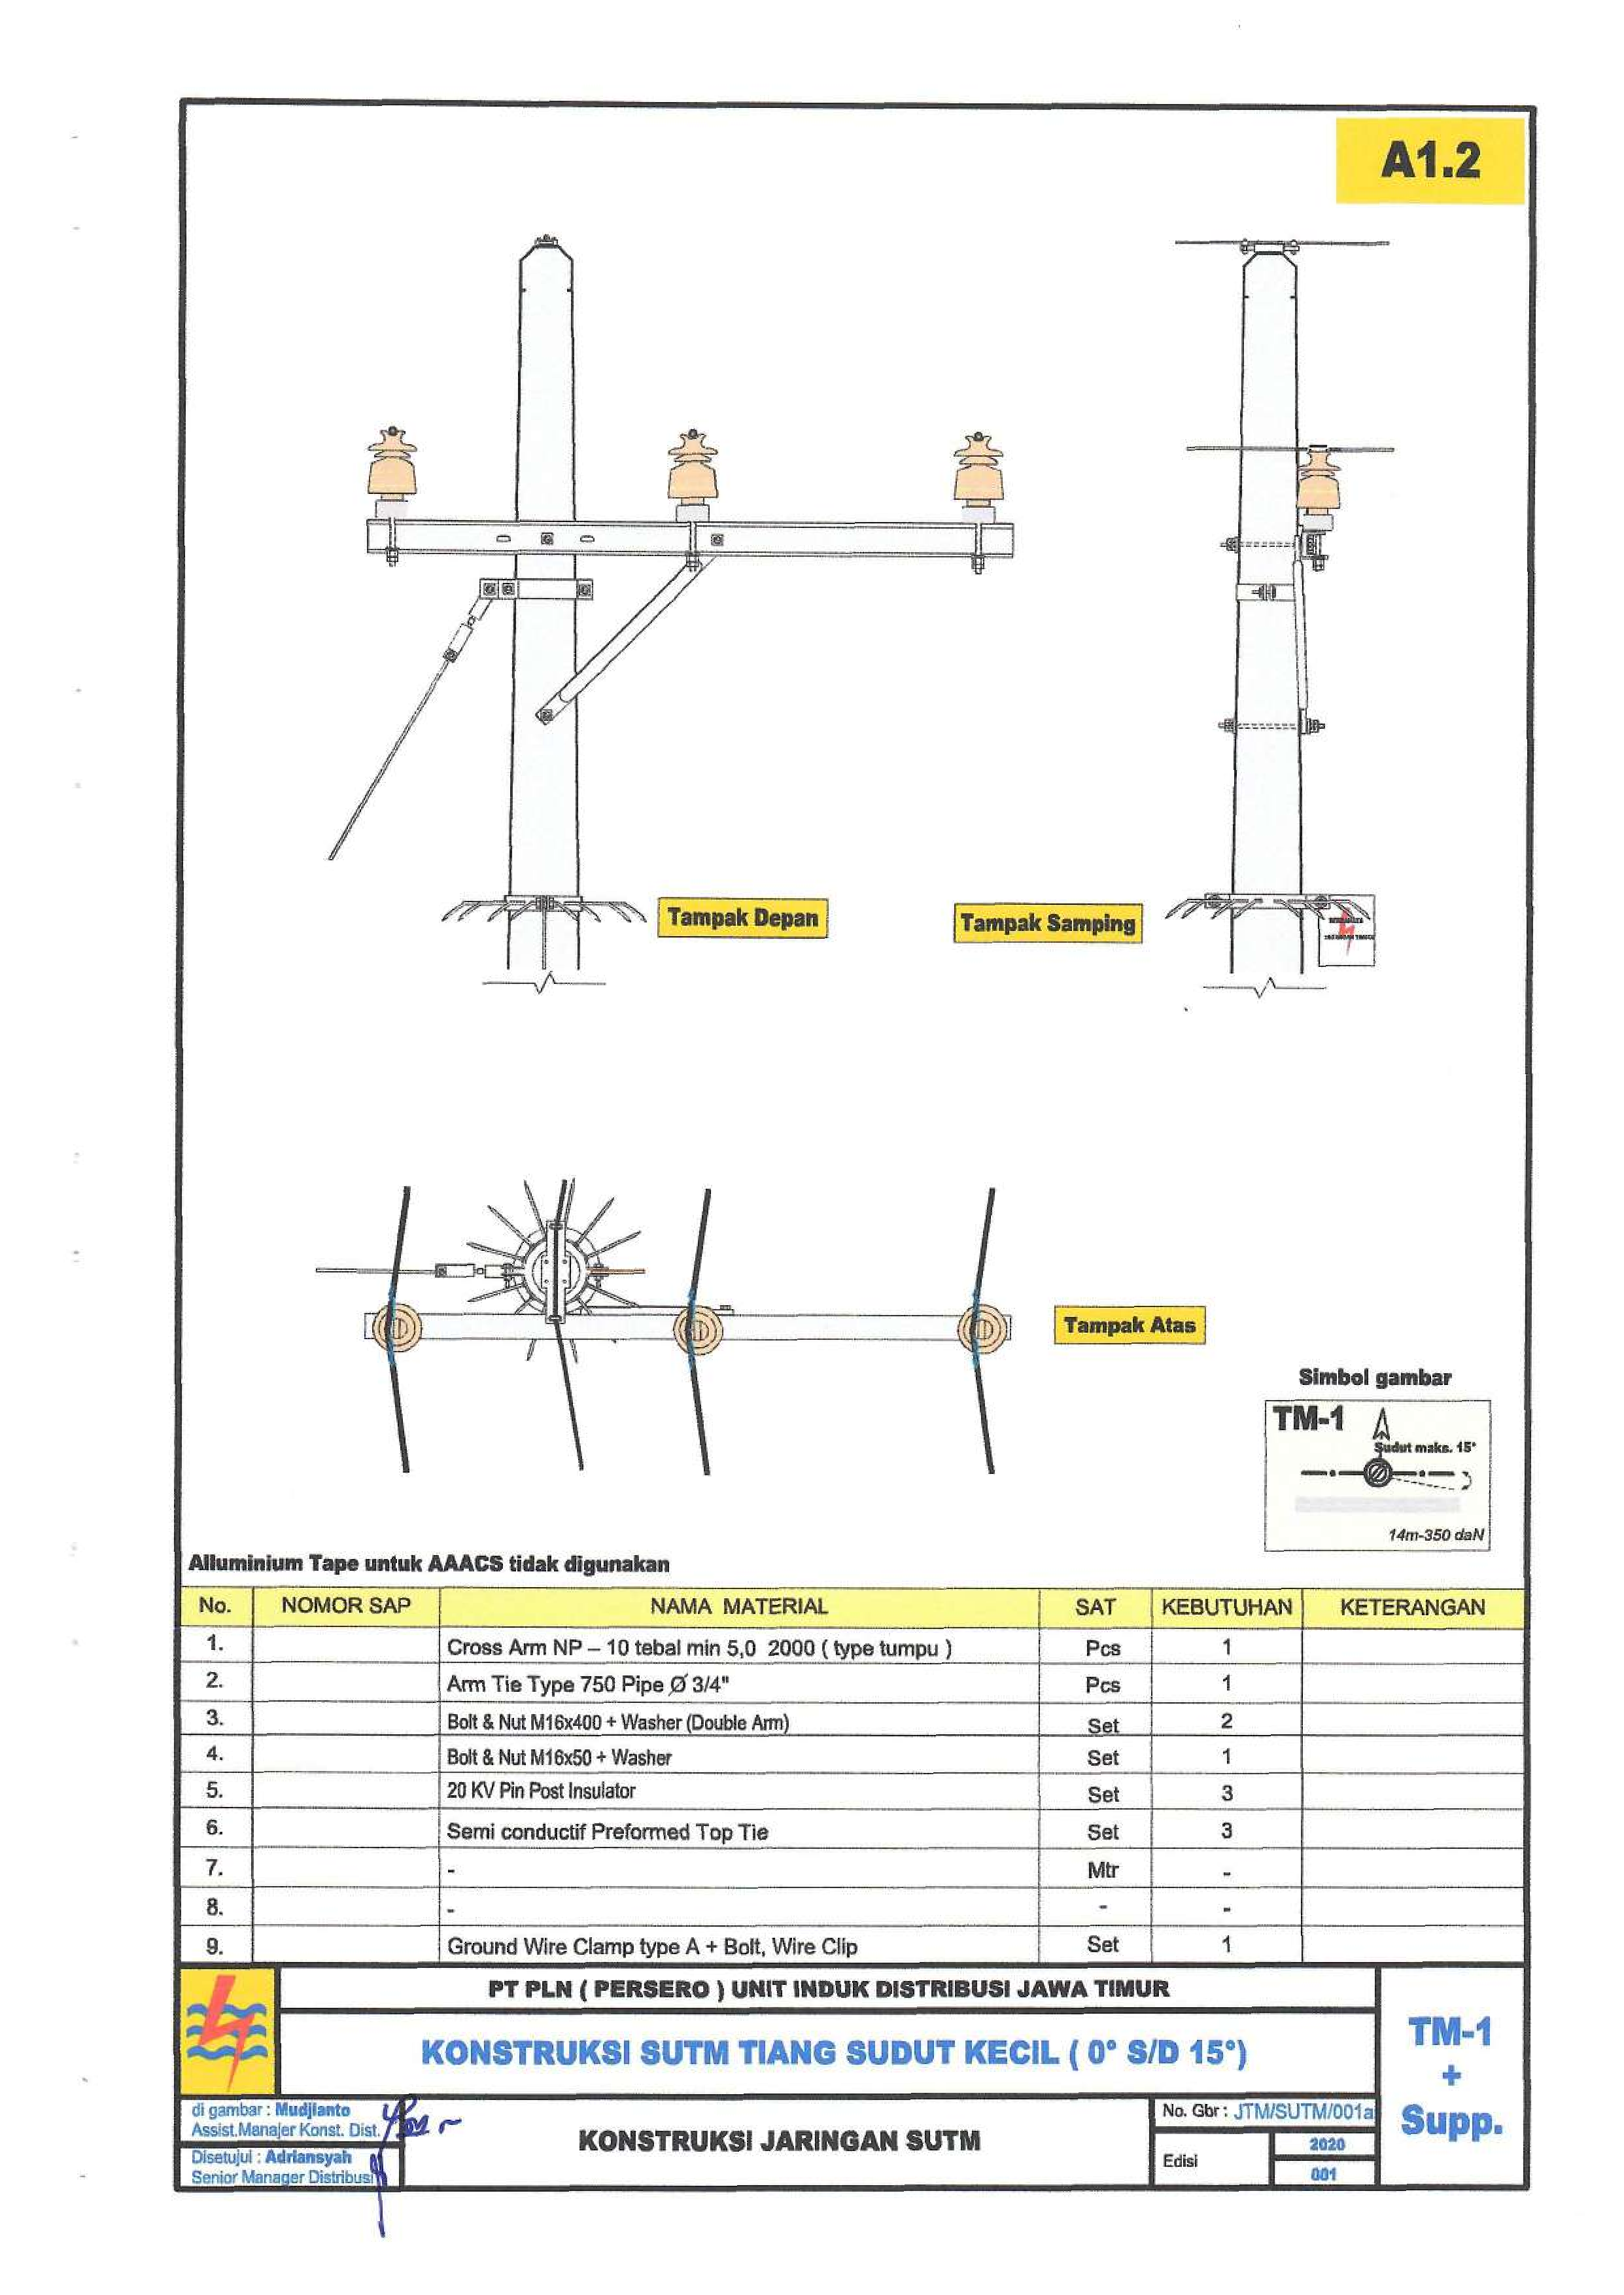 A1.2
Tampak Depan
Tampak Samping
Tampak Atas
Simbol gambar
TM-1
Sudut maks. 15°
14m-350 daN
Alluminium Tape untuk AAACS tidak digunakan
No. NOMOR SAP NAMA MATERIAL SAT KEBUTUHAN KETERANGAN
1. Cross Arm NP – 10 tebal min 5,0 2000 ( type tumpu ) Pcs 1
2. Arm Tie Type 750 Pipe Ø 3/4" Pcs 1
3. Bolt & Nut M16x400 + Washer (Double Arm) Set 2
4. Bolt & Nut M16x50 + Washer Set 1
5. 20 KV Pin Post Insulator Set 3
6. Semi conductif Preformed Top Tie Set 3
7. - Mtr -
8. - - -
9. Ground Wire Clamp type A + Bolt, Wire Clip Set 1
PT PLN ( PERSERO ) UNIT INDUK DISTRIBUSI JAWA TIMUR
KONSTRUKSI SUTM TIANG SUDUT KECIL ( 0° S/D 15°)
TM-1
+
Supp.
di gambar : Mudjianto
Assist.Manajer Konst. Dist.
Disetujui : Adriansyah
Senior Manager Distribusi
KONSTRUKSI JARINGAN SUTM
No. Gbr : JTM/SUTM/001a
Edisi
2020
001